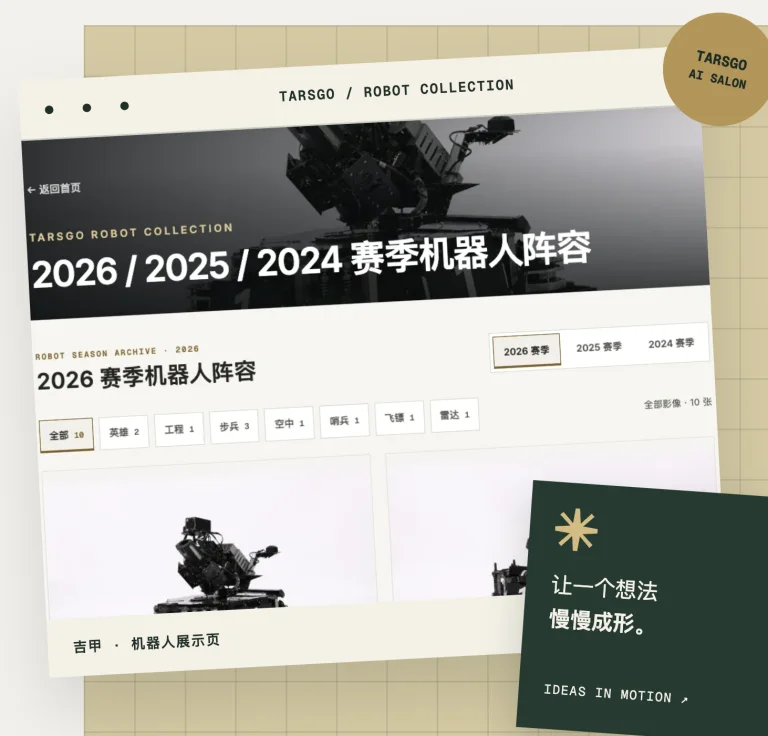 TARSGO
AI SALON
TARSGO / ROBOT COLLECTION
← 返回首页
TARSGO ROBOT COLLECTION
2026 / 2025 / 2024 赛季机器人阵容
ROBOT SEASON ARCHIVE · 2026
2026 赛季机器人阵容
2026 赛季 2025 赛季 2024 赛季
全部 10 英雄 2 工程 1 步兵 3 空中 1 哨兵 1 飞镖 1 雷达 1
全部影像 · 10 张
让一个想法
慢慢成形。
IDEAS IN MOTION ↗
吉甲 · 机器人展示页